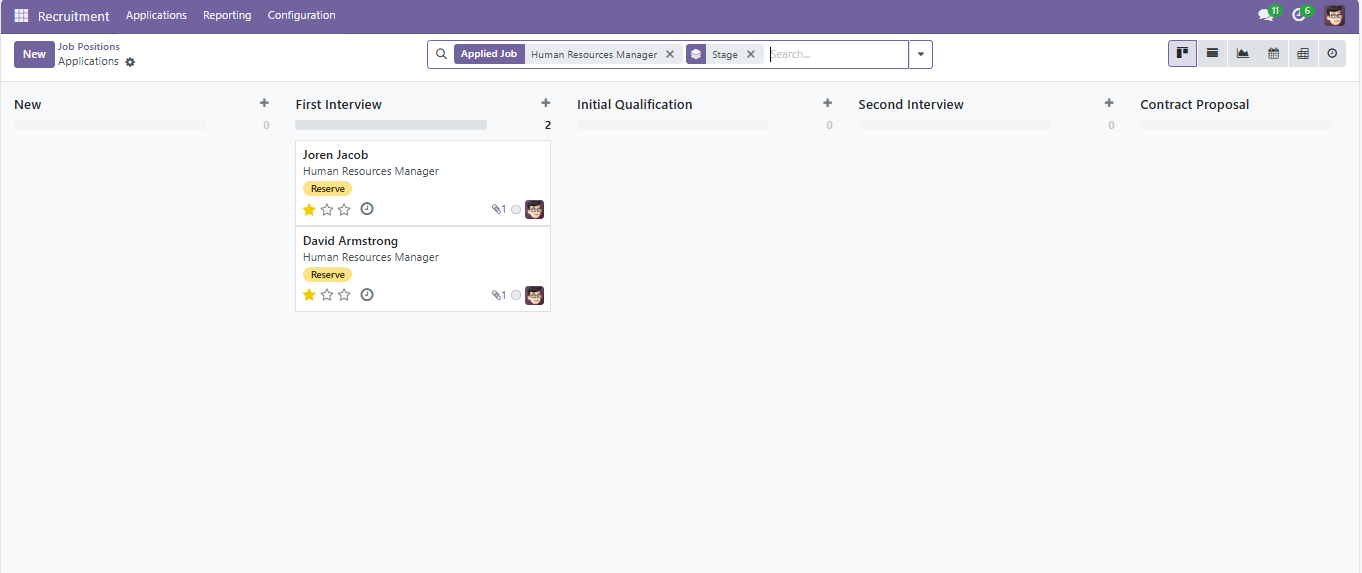 Recruitment Applications Reporting Configuration 11 6
New Job Positions
Applications
Applied Job Human Resources Manager Stage Search...
New 0
First Interview 2
Joren Jacob
Human Resources Manager
Reserve
1
David Armstrong
Human Resources Manager
Reserve
1
Initial Qualification 0
Second Interview 0
Contract Proposal